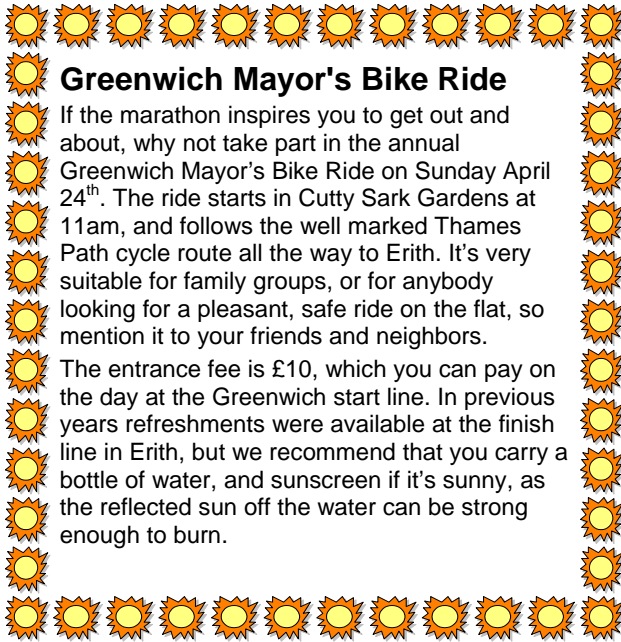 Greenwich Mayor's Bike Ride
If the marathon inspires you to get out and
about, why not take part in the annual
Greenwich Mayor’s Bike Ride on Sunday April
24th. The ride starts in Cutty Sark Gardens at
11am, and follows the well marked Thames
Path cycle route all the way to Erith. It’s very
suitable for family groups, or for anybody
looking for a pleasant, safe ride on the flat, so
mention it to your friends and neighbors.
The entrance fee is £10, which you can pay on
the day at the Greenwich start line. In previous
years refreshments were available at the finish
line in Erith, but we recommend that you carry a
bottle of water, and sunscreen if it’s sunny, as
the reflected sun off the water can be strong
enough to burn.